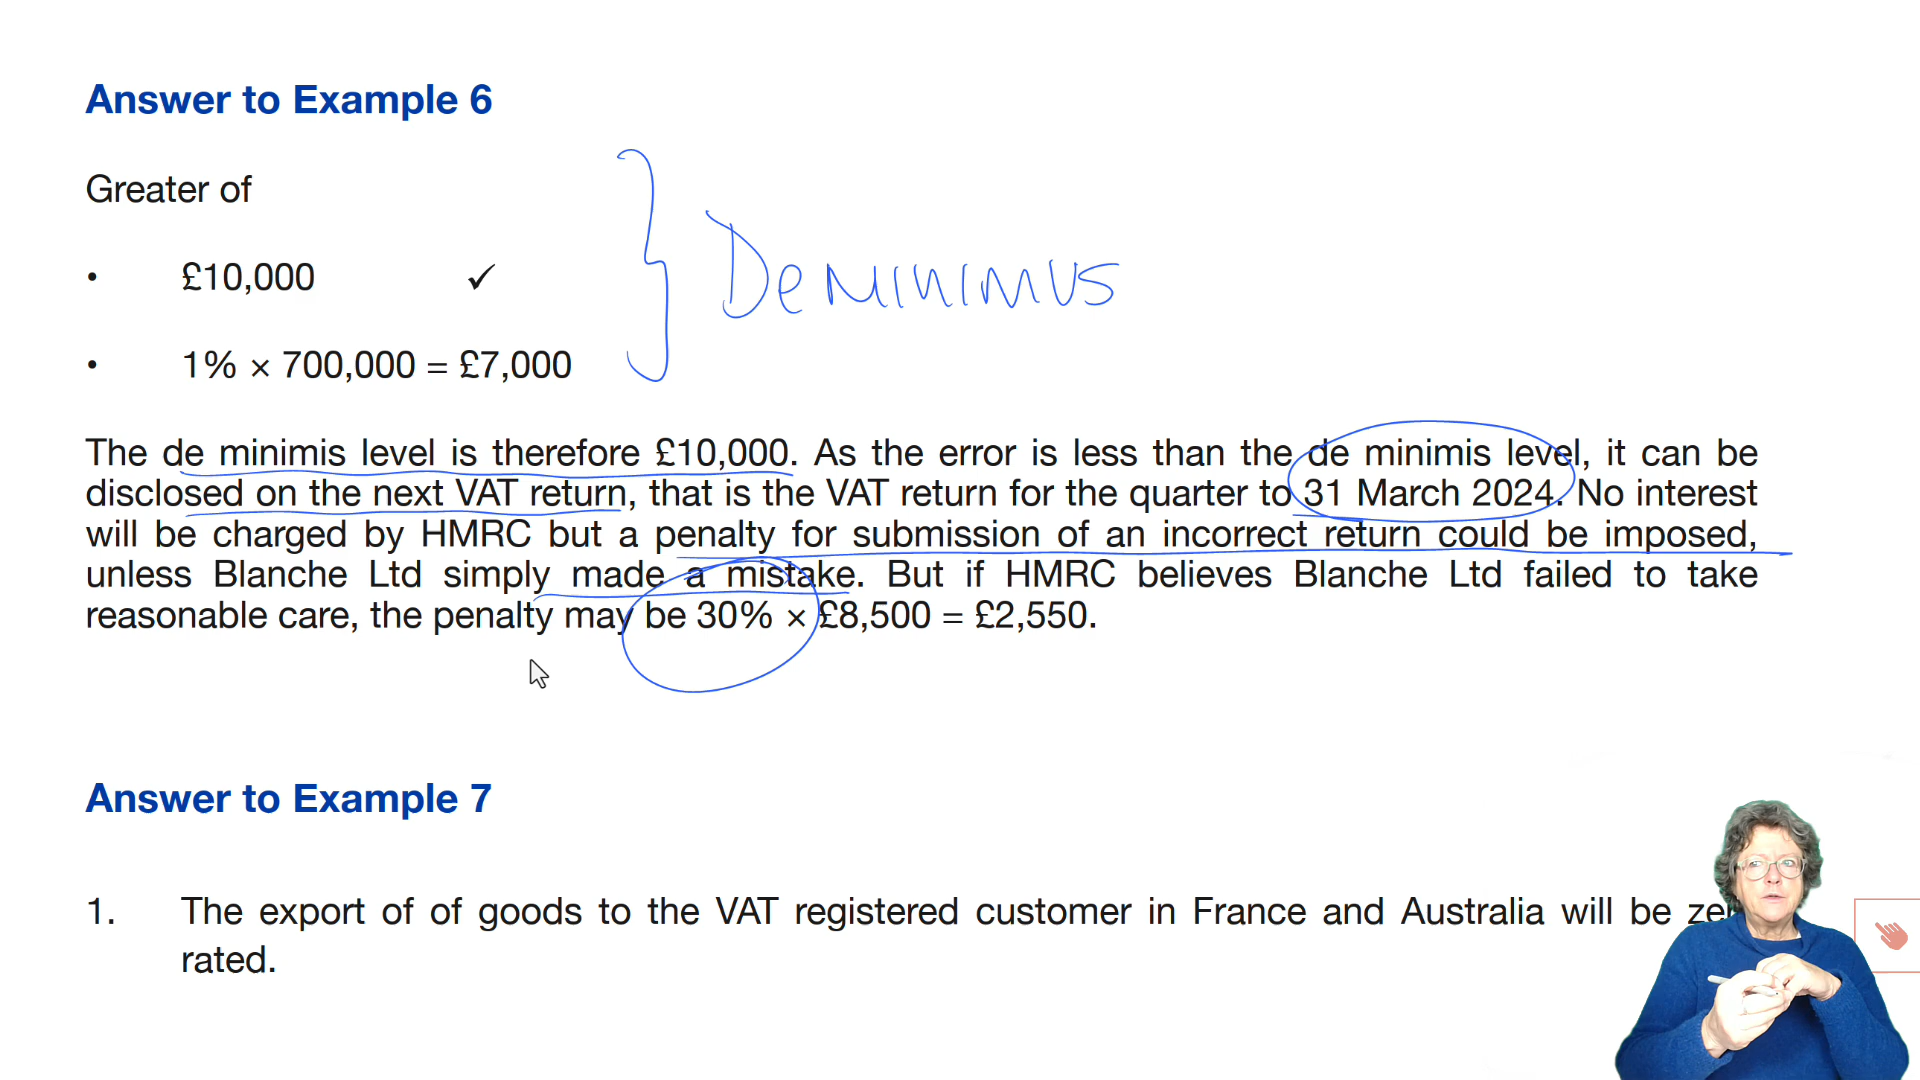 Answer to Example 6
Greater of
• £10,000 ✓
• 1% × 700,000 = £7,000
De minimus
The de minimis level is therefore £10,000. As the error is less than the de minimis level, it can be
disclosed on the next VAT return, that is the VAT return for the quarter to 31 March 2024. No interest
will be charged by HMRC but a penalty for submission of an incorrect return could be imposed,
unless Blanche Ltd simply made a mistake. But if HMRC believes Blanche Ltd failed to take
reasonable care, the penalty may be 30% × £8,500 = £2,550.
Answer to Example 7
1. The export of of goods to the VAT registered customer in France and Australia will be
rated.